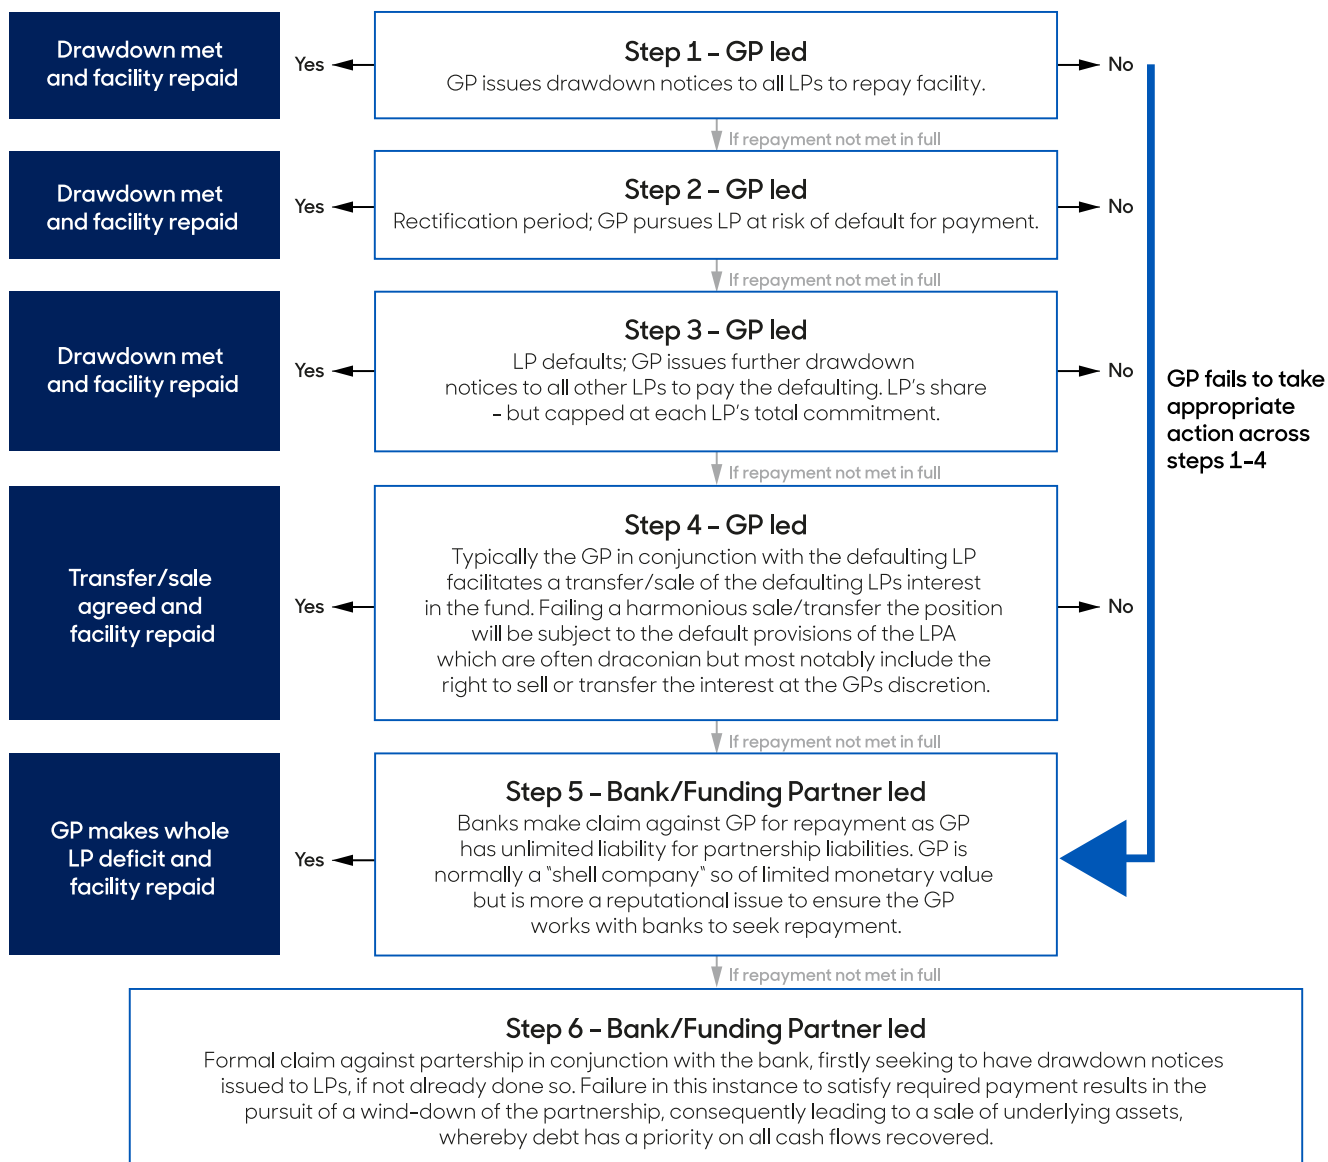 Drawdown met
and facility repaid
Yes
Step 1 – GP led
GP issues drawdown notices to all LPs to repay facility.
No
If repayment not met in full
Drawdown met
and facility repaid
Yes
Step 2 – GP led
Rectification period; GP pursues LP at risk of default for payment.
No
If repayment not met in full
Drawdown met
and facility repaid
Yes
Step 3 – GP led
LP defaults; GP issues further drawdown
notices to all other LPs to pay the defaulting. LP's share
– but capped at each LP's total commitment.
No
GP fails to take
appropriate
action across
steps 1–4
If repayment not met in full
Transfer/sale
agreed and
facility repaid
Yes
Step 4 – GP led
Typically the GP in conjunction with the defaulting LP
facilitates a transfer/sale of the defaulting LPs interest
in the fund. Failing a harmonious sale/transfer the position
will be subject to the default provisions of the LPA
which are often draconian but most notably include the
right to sell or transfer the interest at the GPs discretion.
No
If repayment not met in full
GP makes whole
LP deficit and
facility repaid
Yes
Step 5 – Bank/Funding Partner led
Banks make claim against GP for repayment as GP
has unlimited liability for partnership liabilities. GP is
normally a "shell company" so of limited monetary value
but is more a reputational issue to ensure the GP
works with banks to seek repayment.
If repayment not met in full
Step 6 – Bank/Funding Partner led
Formal claim against partership in conjunction with the bank, firstly seeking to have drawdown notices
issued to LPs, if not already done so. Failure in this instance to satisfy required payment results in the
pursuit of a wind-down of the partnership, consequently leading to a sale of underlying assets,
whereby debt has a priority on all cash flows recovered.